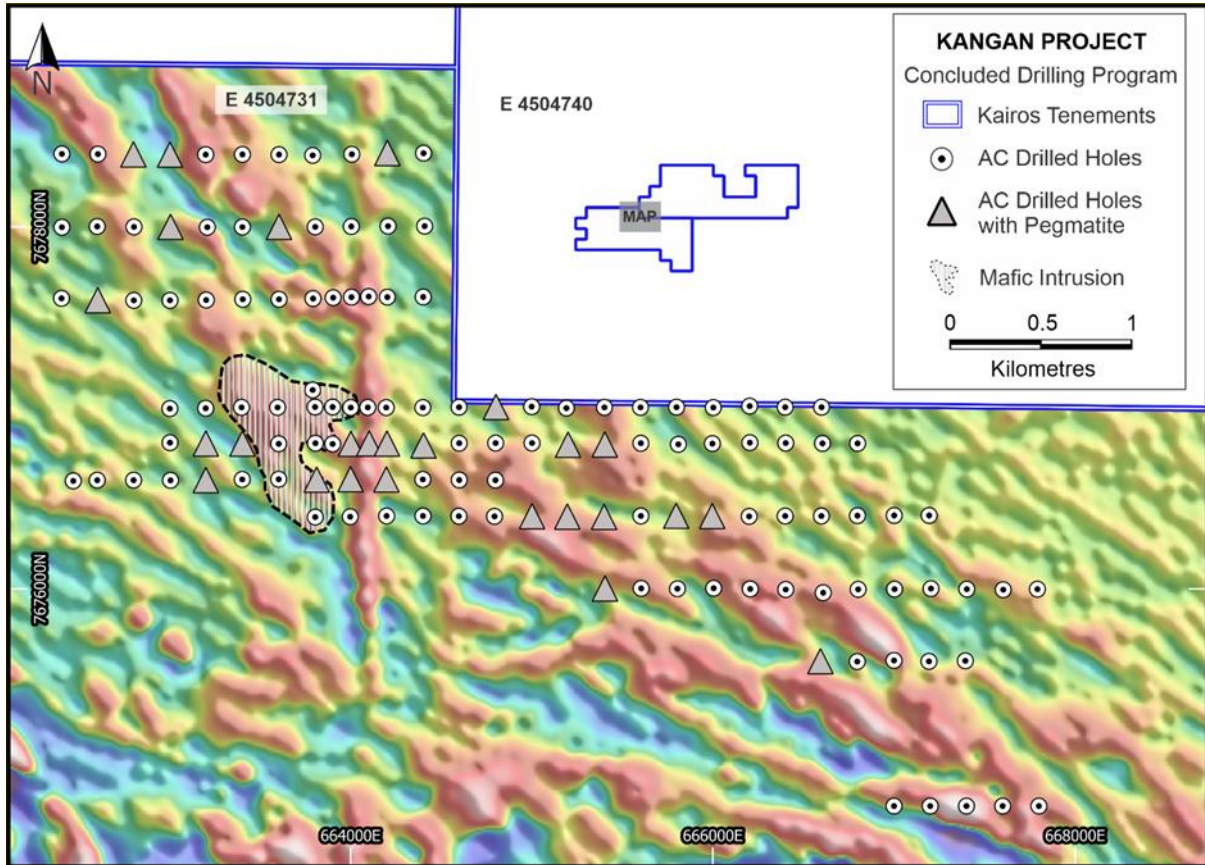 N
E 4504731
E 4504740
MAP
KANGAN PROJECT
Concluded Drilling Program
Kairos Tenements
AC Drilled Holes
AC Drilled Holes
with Pegmatite
Mafic Intrusion
0 0.5 1
Kilometres
7678000N
7676000N
664000E
666000E
668000E